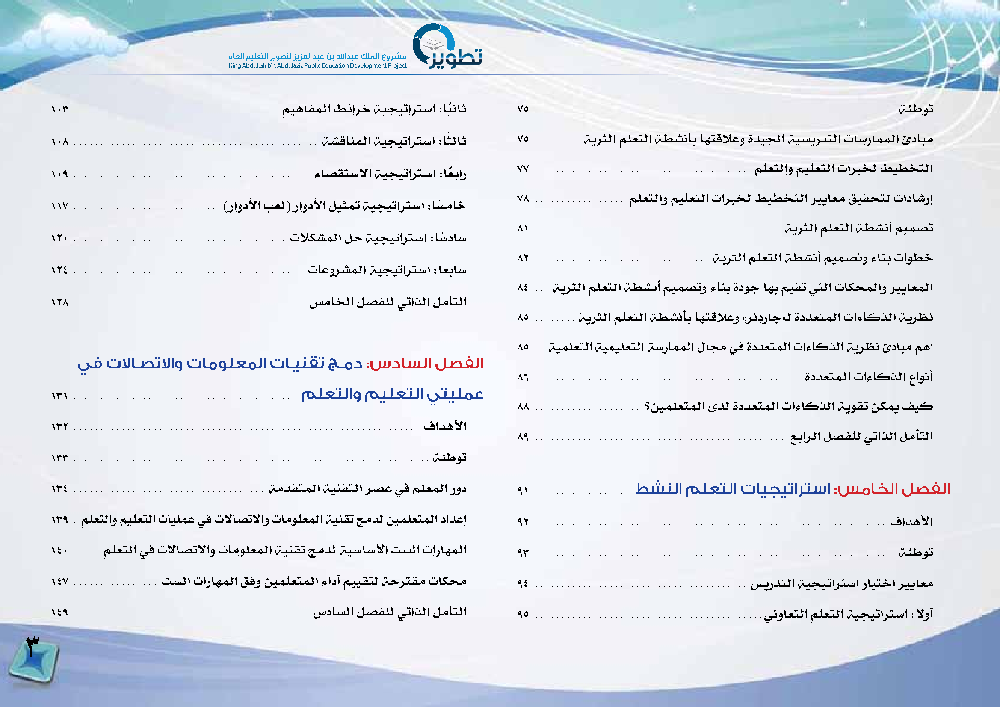 تطوير
مشروع الملك عبدالله بن عبدالعزيز لتطوير التعليم العام
King Abdullah bin Abdulaziz Public Education Development Project
توطئة ٧٥
مبادئ الممارسات التدريسية الجيدة وعلاقتها بأنشطة التعلم الثرية ٧٥
التخطيط لخبرات التعليم والتعلم ٧٧
إرشادات لتحقيق معايير التخطيط لخبرات التعليم والتعلم ٧٨
تصميم أنشطة التعلم الثرية ٨١
خطوات بناء وتصميم أنشطة التعلم الثرية ٨٢
المعايير والمحكات التي تقيم بها جودة بناء وتصميم أنشطة التعلم الثرية ٨٤
نظرية الذكاءات المتعددة لـ«جاردنر» وعلاقتها بأنشطة التعلم الثرية ٨٥
أهم مبادئ نظرية الذكاءات المتعددة في مجال الممارسة التعليمية التعلمية ٨٥
أنواع الذكاءات المتعددة ٨٦
كيف يمكن تقوية الذكاءات المتعددة لدى المتعلمين؟ ٨٨
التأمل الذاتي للفصل الرابع ٨٩
الفصل الخامس: استراتيجيات التعلم النشط ٩١
الأهداف ٩٢
توطئة ٩٣
معايير اختيار استراتيجية التدريس ٩٤
أولاً: استراتيجية التعلم التعاوني ٩٥
ثانيًا: استراتيجية خرائط المفاهيم ١٠٣
ثالثًا: استراتيجية المناقشة ١٠٨
رابعًا: استراتيجية الاستقصاء ١٠٩
خامسًا: استراتيجية تمثيل الأدوار (لعب الأدوار) ١١٧
سادسًا: استراتيجية حل المشكلات ١٢٠
سابعًا: استراتيجية المشروعات ١٢٤
التأمل الذاتي للفصل الخامس ١٢٨
الفصل السادس: دمج تقنيات المعلومات والاتصالات في
عمليتي التعليم والتعلم ١٣١
الأهداف ١٣٢
توطئة ١٣٣
دور المعلم في عصر التقنية المتقدمة ١٣٤
إعداد المتعلمين لدمج تقنية المعلومات والاتصالات في عمليات التعليم والتعلم ١٣٩
المهارات الست الأساسية لدمج تقنية المعلومات والاتصالات في التعلم ١٤٠
محكات مقترحة لتقييم أداء المتعلمين وفق المهارات الست ١٤٧
التأمل الذاتي للفصل السادس ١٤٩
٣